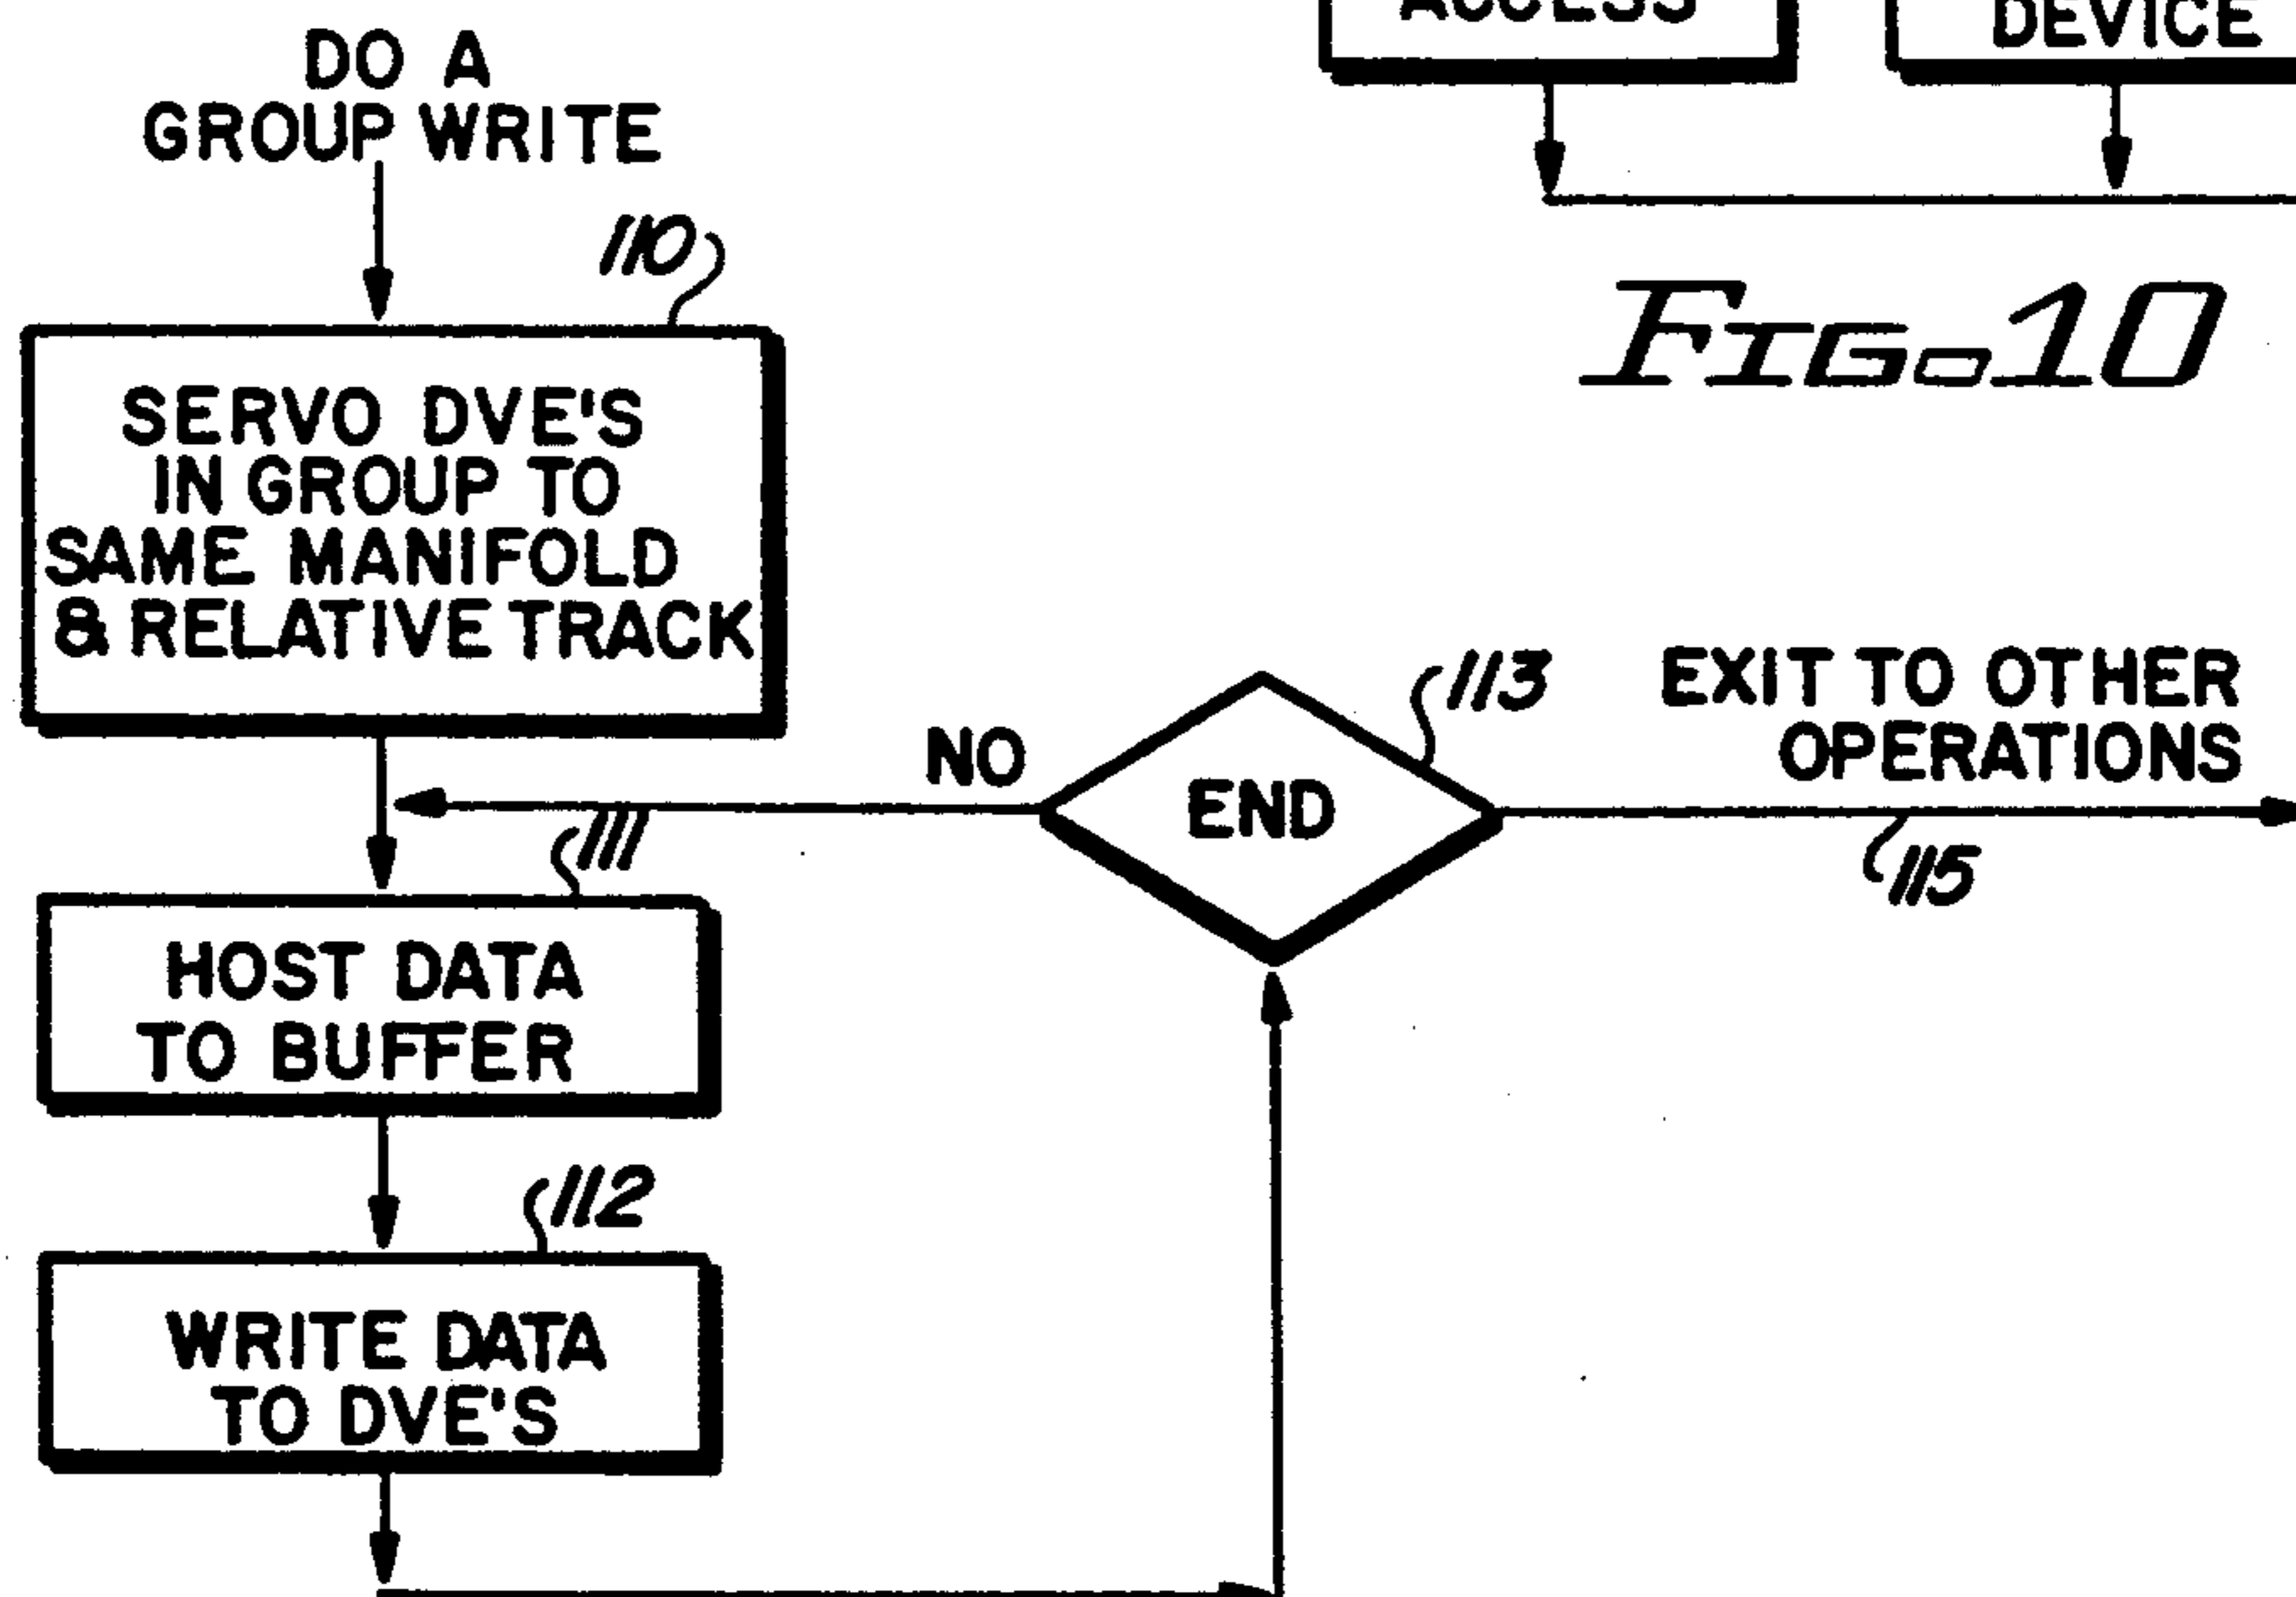 ACCESS
DEVICE
DO A
GROUP WRITE
110
FIG. 10
SERVO DVE'S
IN GROUP TO
SAME MANIFOLD
& RELATIVE TRACK
NO
END
113
EXIT TO OTHER
OPERATIONS
115
111
HOST DATA
TO BUFFER
112
WRITE DATA
TO DVE'S